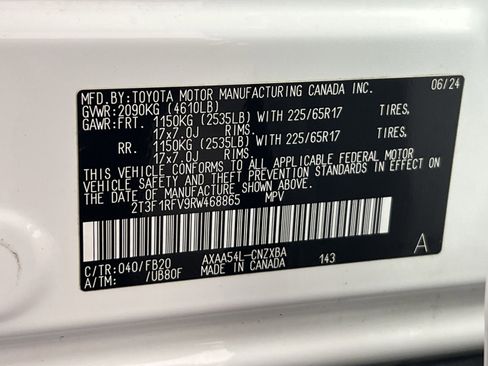 MFD.BY:TOYOTA MOTOR MANUFACTURING CANADA INC. 06/24
GVWR:2090KG (4610LB)
GAWR:FRT. 1150KG (2535LB) WITH 225/65R17 TIRES,
17x7.0J RIMS.
RR. 1150KG (2535LB) WITH 225/65R17 TIRES,
17x7.0J RIMS.
THIS VEHICLE CONFORMS TO ALL APPLICABLE FEDERAL MOTOR
VEHICLE SAFETY AND THEFT PREVENTION STANDARDS IN EFFECT ON
THE DATE OF MANUFACTURE SHOWN ABOVE.
2T3F1RFV9RW468865 MPV
C/TR:040/FB20 AXAA54L-CNZXBA A
A/TM: /UB80F MADE IN CANADA 143